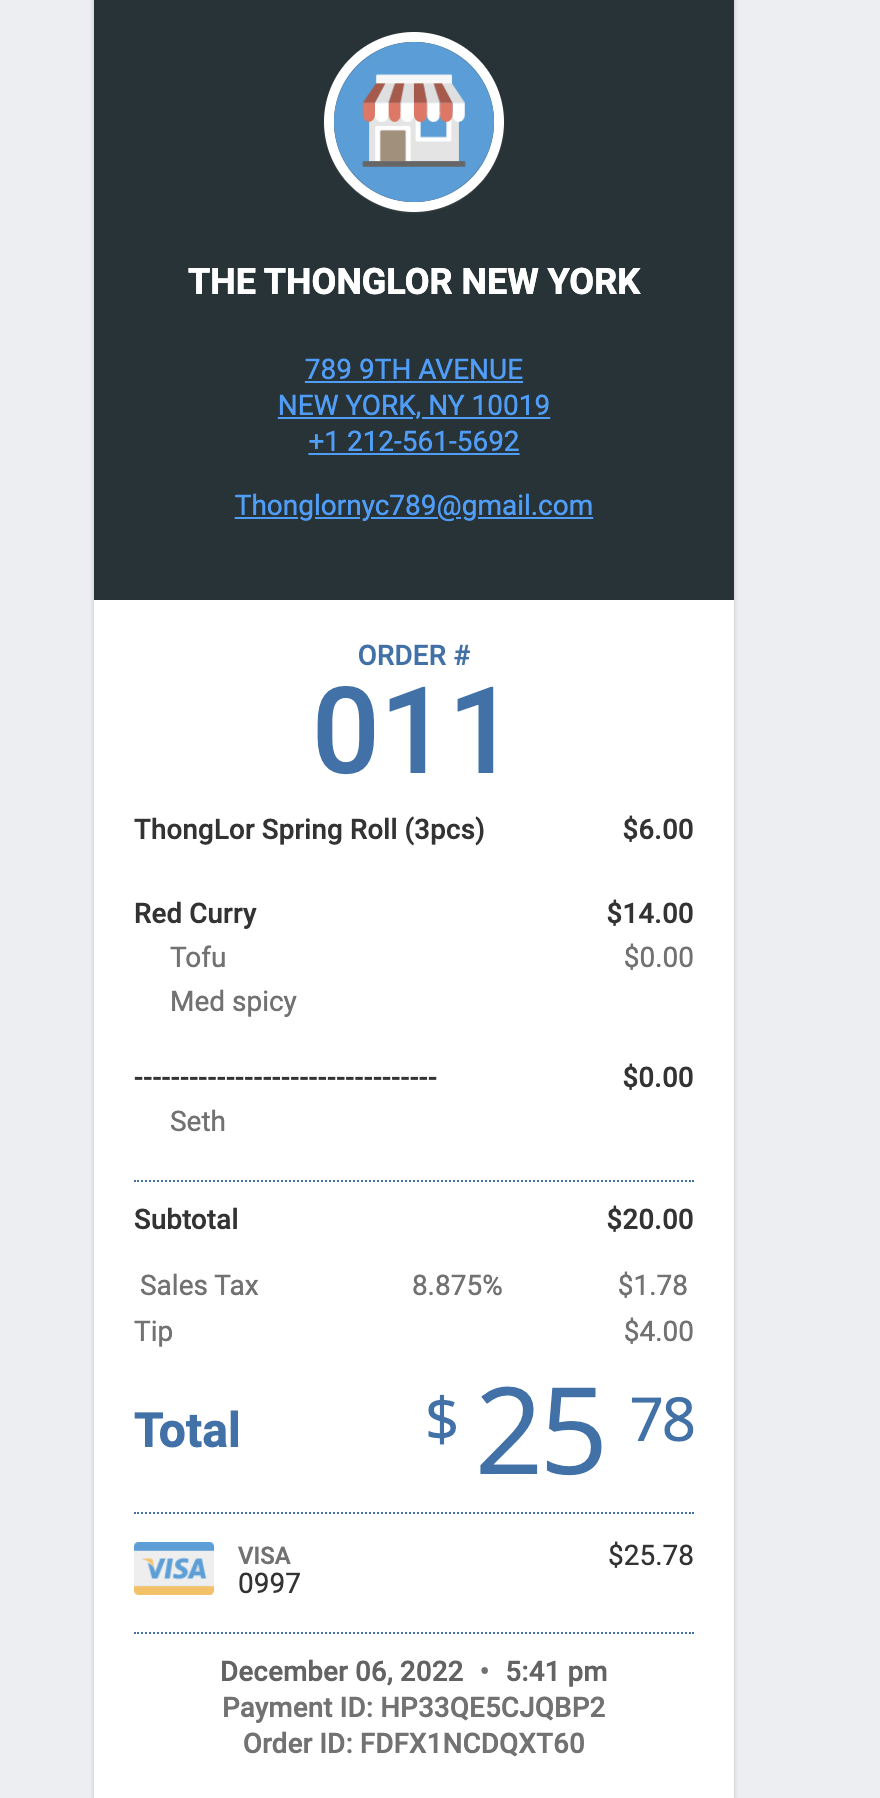 THE THONGLOR NEW YORK
789 9TH AVENUE
NEW YORK, NY 10019
+1 212-561-5692
Thonglornyc789@gmail.com
ORDER #
011
ThongLor Spring Roll (3pcs) $6.00
Red Curry $14.00
Tofu $0.00
Med spicy
--------------------------------- $0.00
Seth
Subtotal $20.00
Sales Tax 8.875% $1.78
Tip $4.00
Total $ 25 78
VISA VISA $25.78
0997
December 06, 2022 • 5:41 pm
Payment ID: HP33QE5CJQBP2
Order ID: FDFX1NCDQXT60